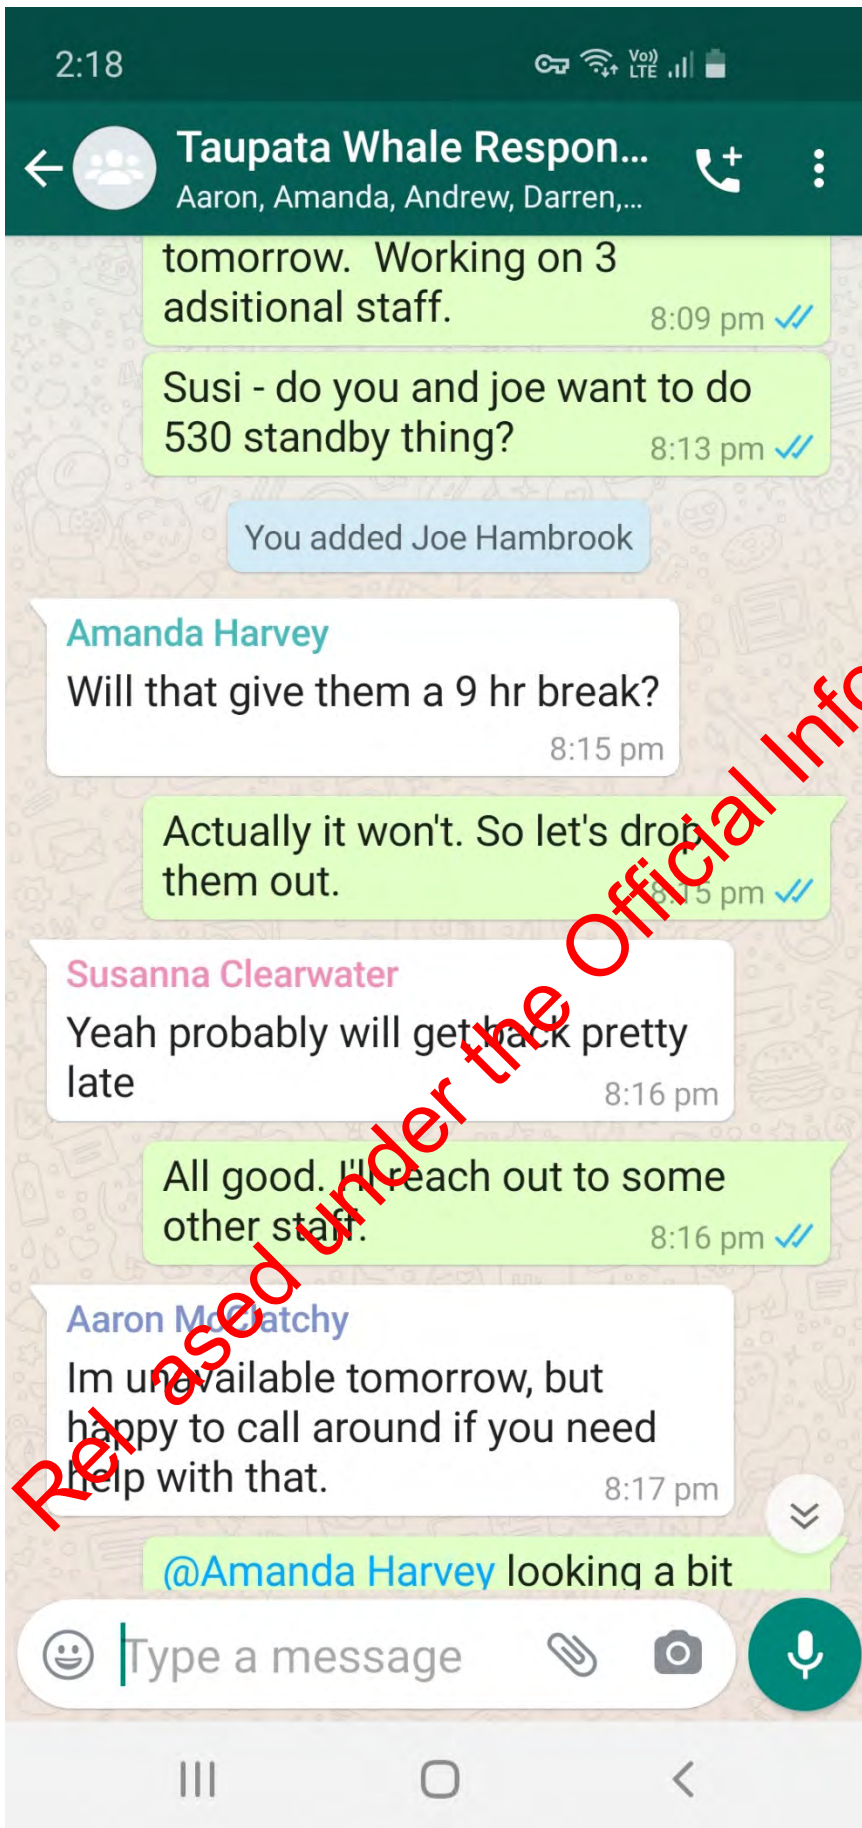 2:18
Vo)) LTE
Taupata Whale Respon...
Aaron, Amanda, Andrew, Darren,...
tomorrow. Working on 3
adsitional staff.
8:09 pm
Susi - do you and joe want to do
530 standby thing?
8:13 pm
You added Joe Hambrook
Amanda Harvey
Will that give them a 9 hr break?
8:15 pm
Actually it won't. So let's drop
them out.
8:15 pm
Susanna Clearwater
Yeah probably will get back pretty
late
8:16 pm
All good. I'll reach out to some
other staff.
8:16 pm
Aaron McClatchy
Im unavailable tomorrow, but
happy to call around if you need
help with that.
8:17 pm
@Amanda Harvey looking a bit
Type a message
Rel ased under the Official Info